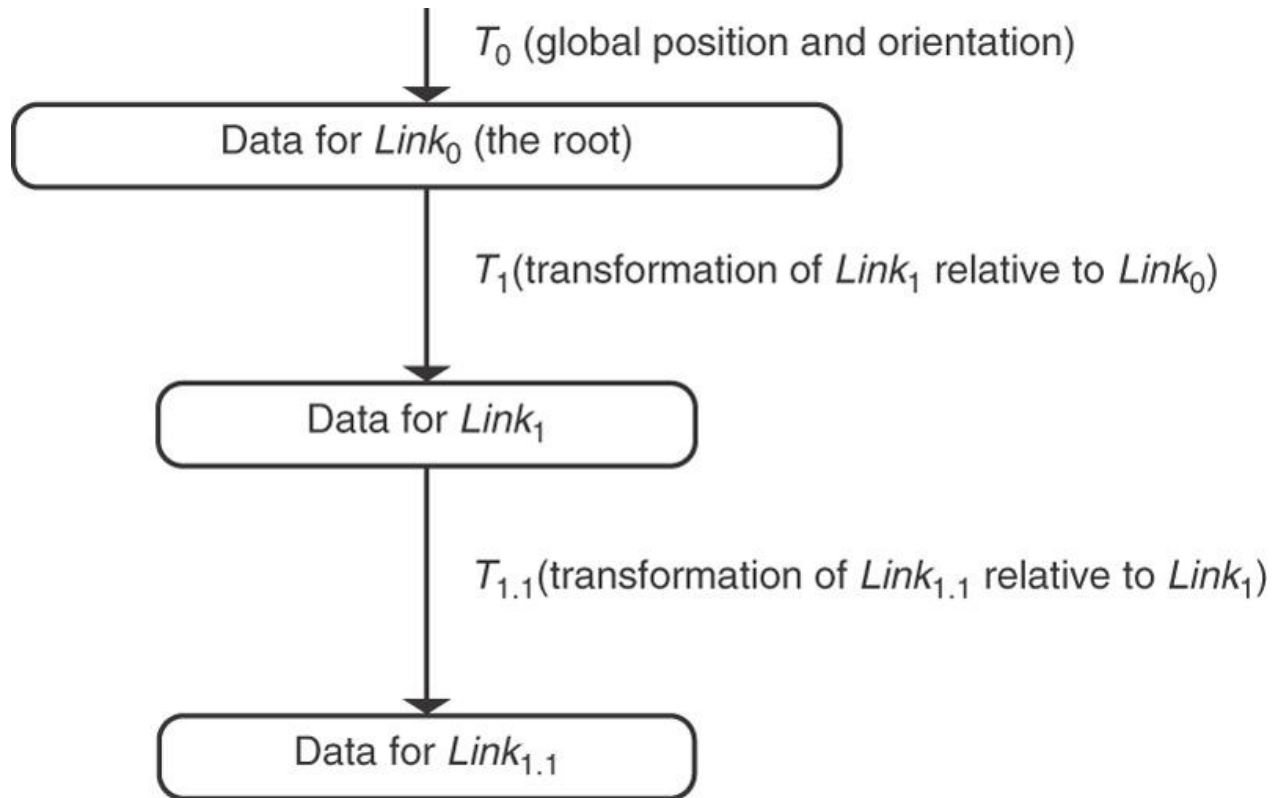 T₀ (global position and orientation)
Data for Link₀ (the root)
T₁(transformation of Link₁ relative to Link₀)
Data for Link₁
T₁.₁(transformation of Link₁.₁ relative to Link₁)
Data for Link₁.₁